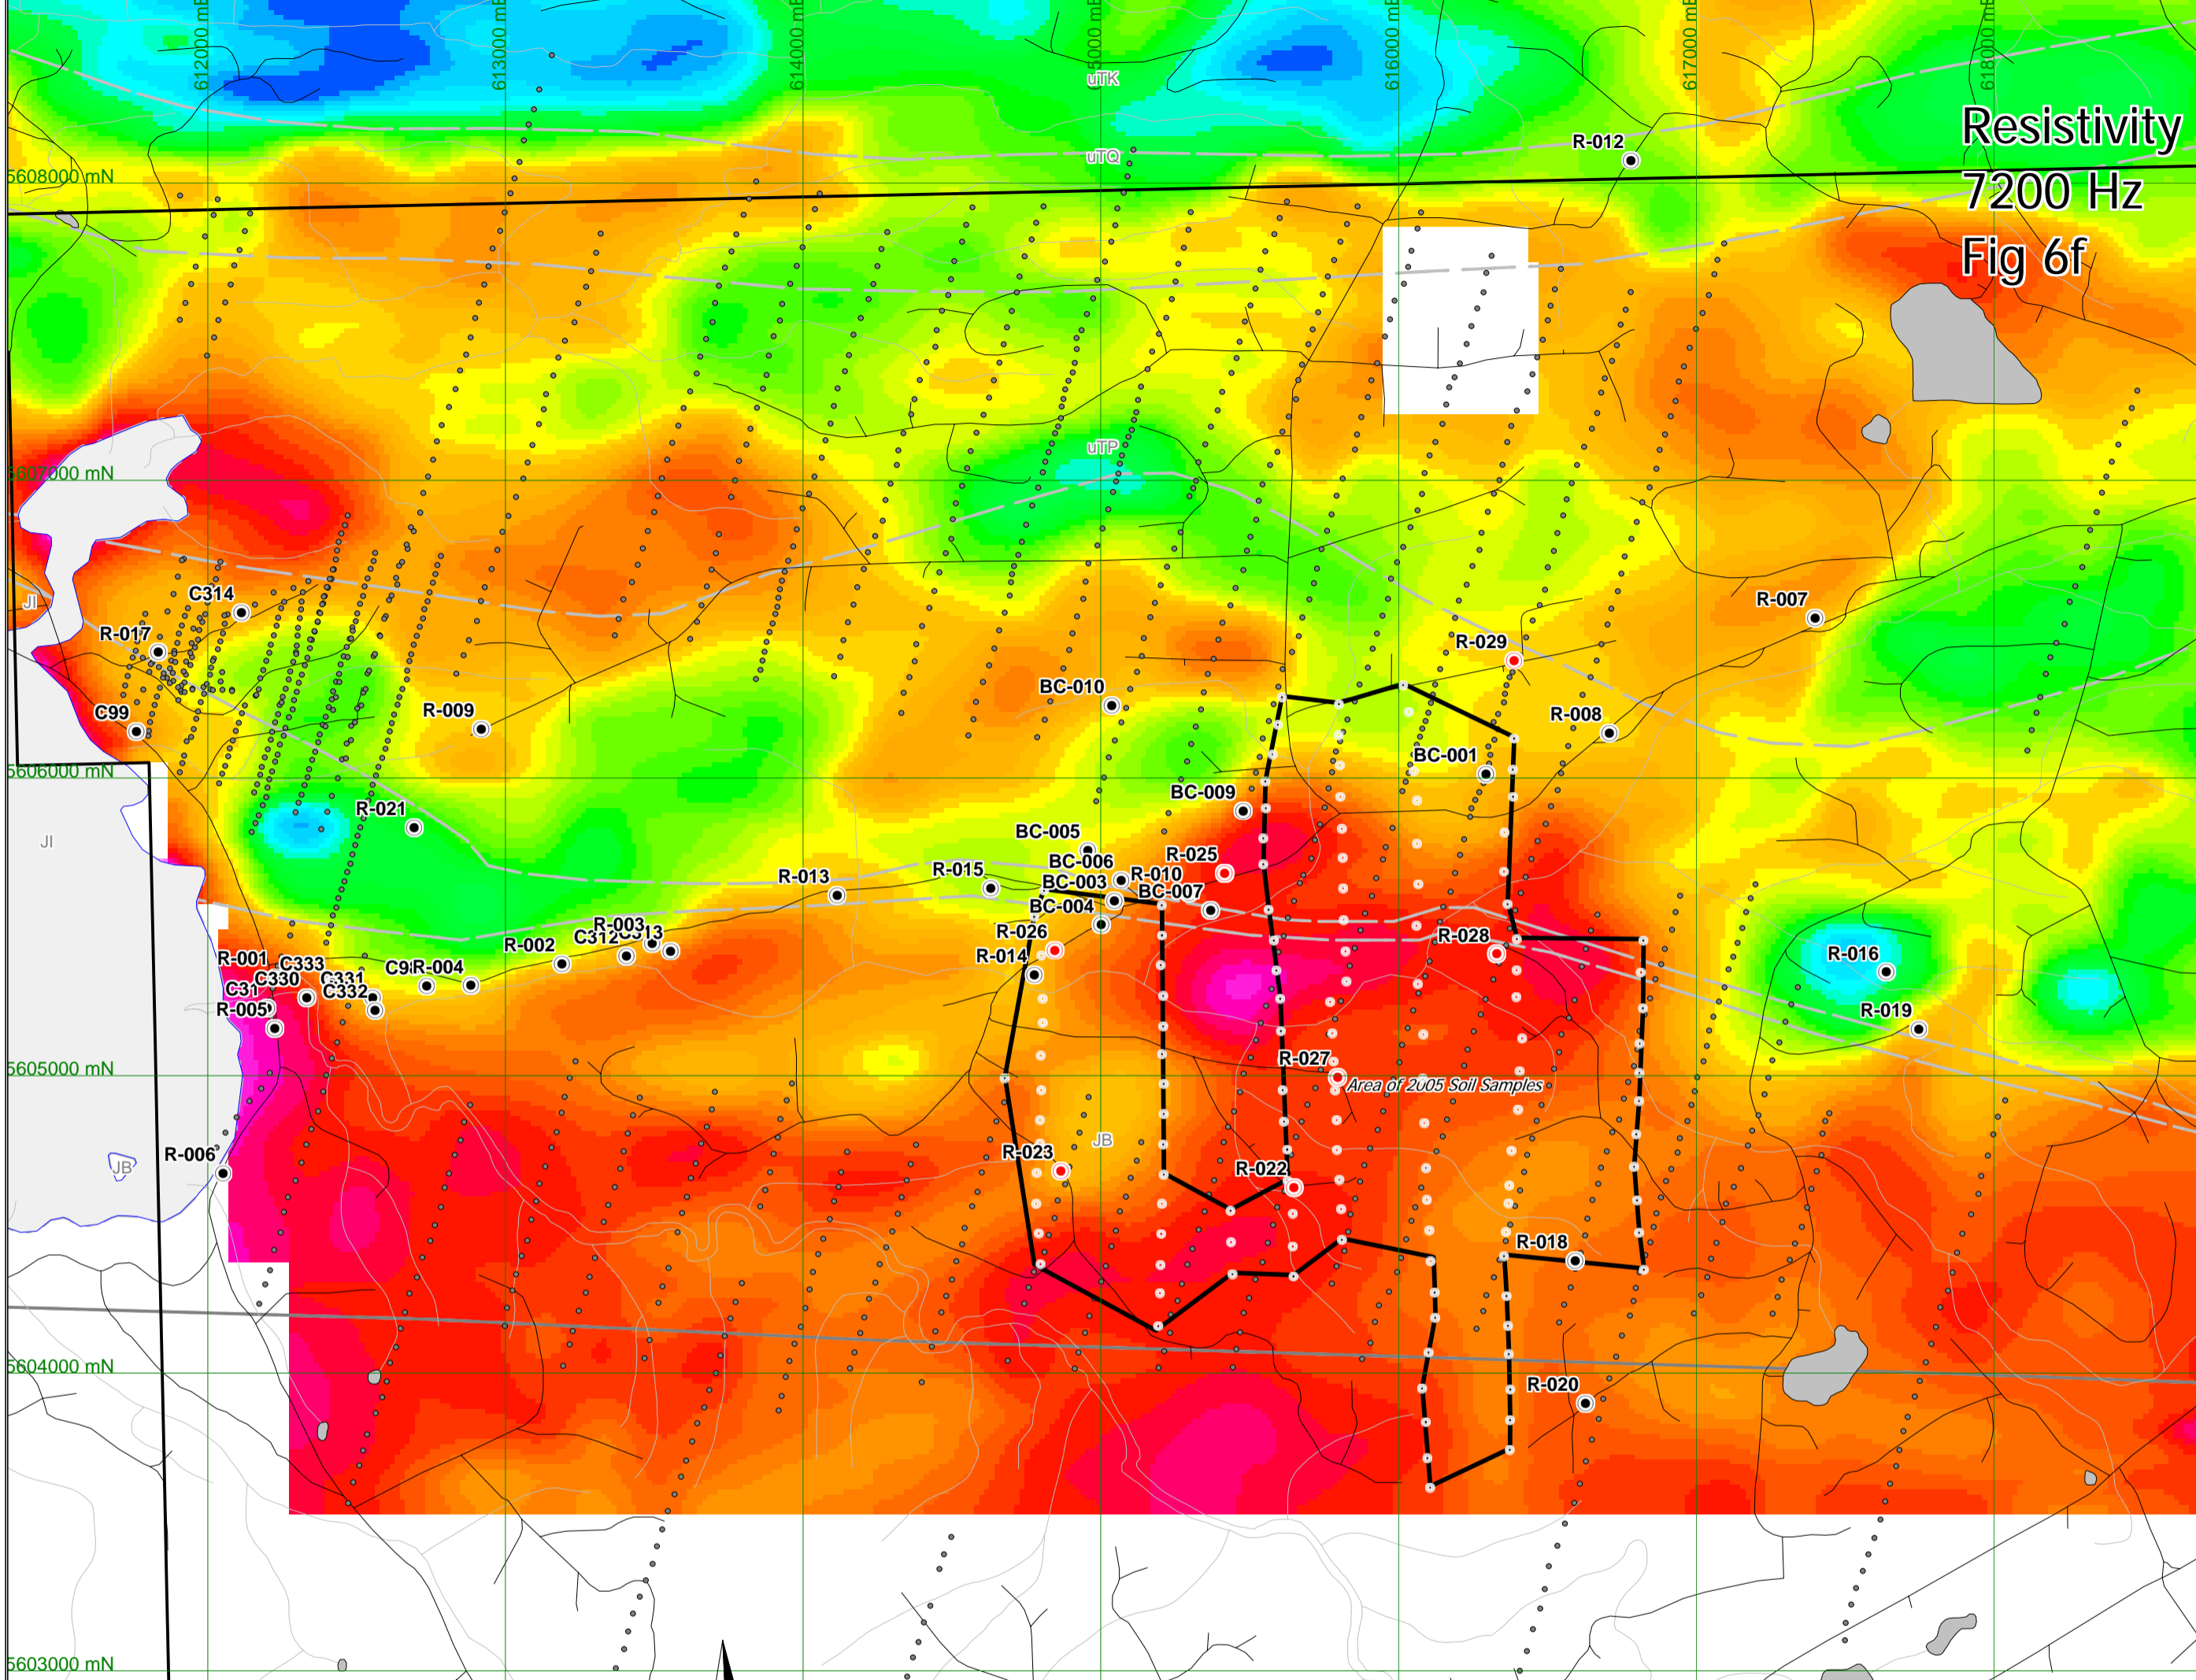 612000 mE
613000 mE
614000 mE
616000 mE
617000 mE
618000 mE
uTK
Resistivity
7200 Hz
Fig 6f
R-012
uTQ
5608000 mN
uTP
5607000 mN
JI
C314
R-017
R-007
R-029
C99
R-009
BC-010
R-008
5606000 mN
BC-001
BC-009
R-021
JI
BC-005
BC-006
R-025
R-013
R-015
BC-003
R-010
BC-007
BC-004
R-003
R-002
C312
R-026
R-028
R-014
R-016
R-001
C333
R-004
C330
C331
C332
C31
R-005
R-019
5605000 mN
R-027
Area of 2005 Soil Samples
JB
R-006
JB
R-023
R-022
R-018
5604000 mN
R-020
5603000 mN